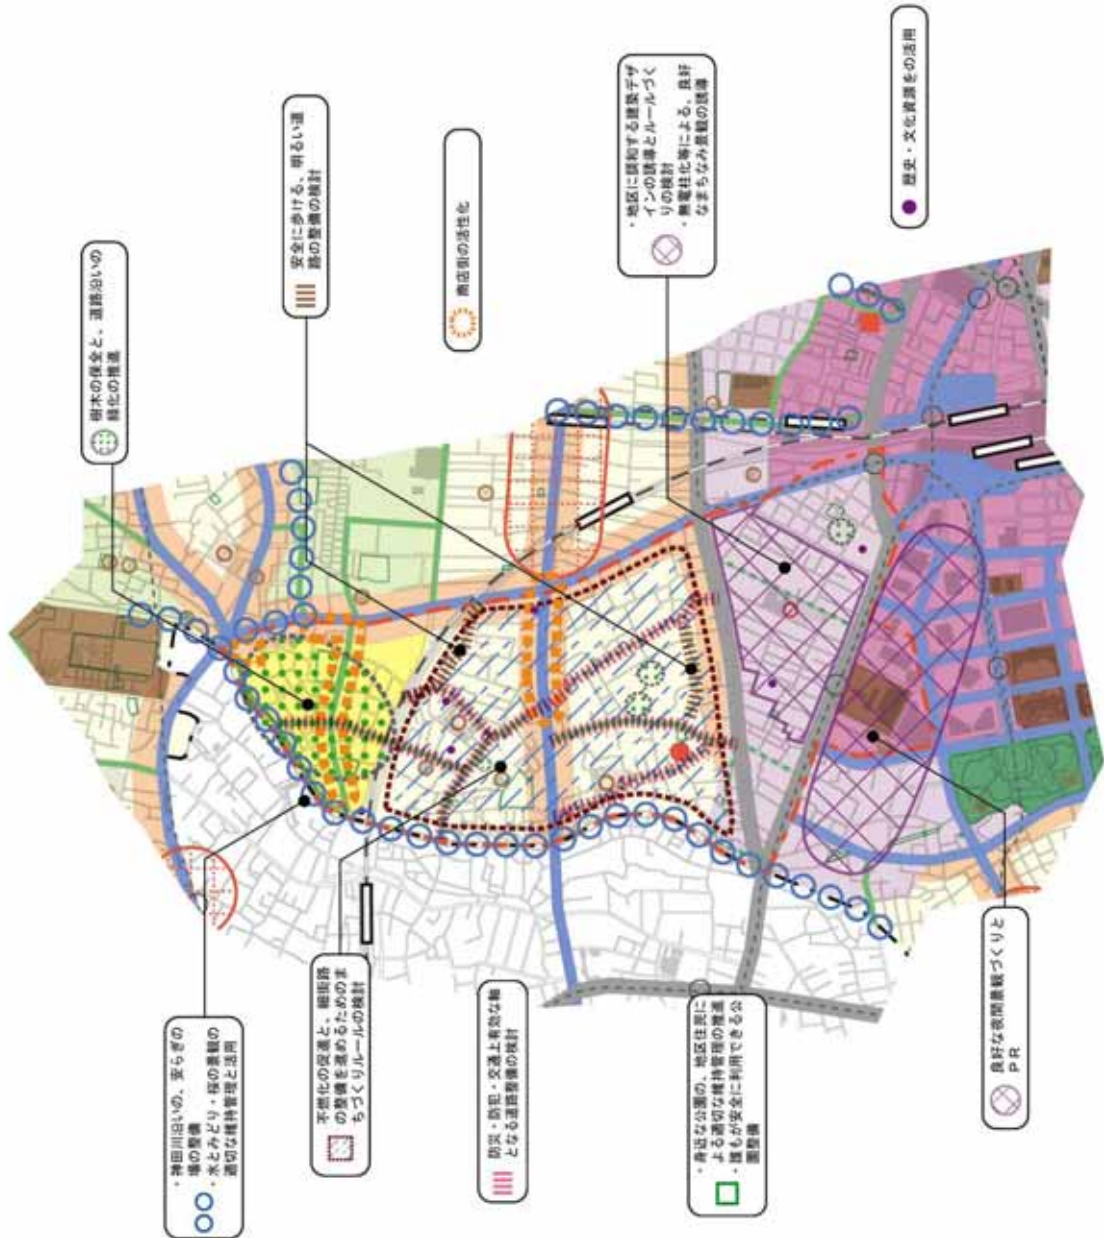 樹木の保全と、道路沿いの
緑化の推進
安全に歩ける、明るい道
路の整備の検討
商店街の活性化
・地区に調和する建築デザ
インの誘導とルールづく
りの検討
・無電柱化等による、良好
なまちなみ景観の誘導
歴史・文化資源をの活用
・神田川沿いの、安らぎの
場の整備
・水とみどり・桜の景観の
適切な維持管理と活用
不燃化の促進と、細街路
の整備を進めるためのま
ちづくりルールの検討
防災・防犯・交通上有効な軸
となる道路整備の検討
・身近な公園の、地区住民に
よる適切な維持管理の推進
・誰もが安全に利用できる公
園整備
良好な夜間景観づくりと
PR